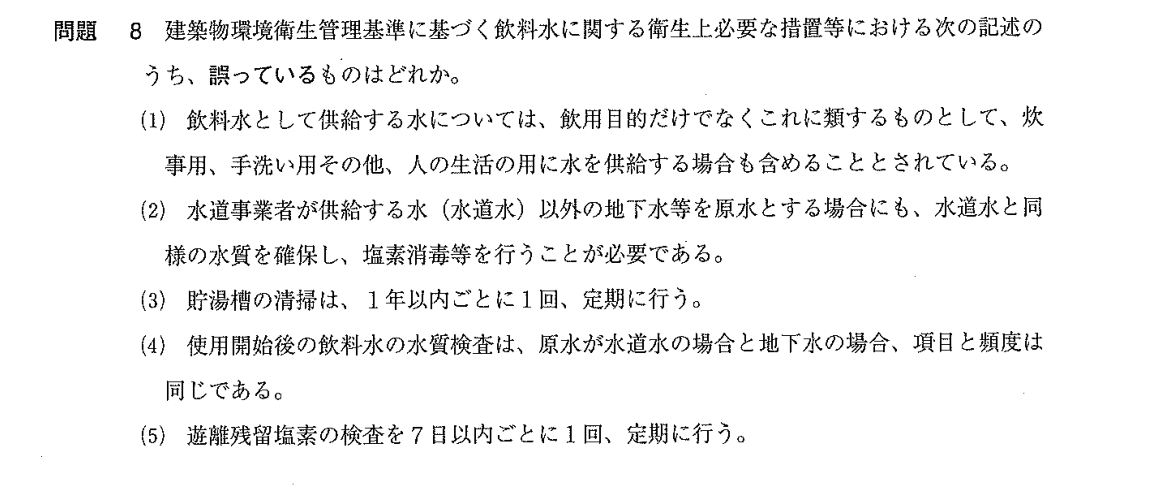 問題 8 建築物環境衛生管理基準に基づく飲料水に関する衛生上必要な措置等における次の記述の
うち、誤っているものはどれか。
(1) 飲料水として供給する水については、飲用目的だけでなくこれに類するものとして、炊
事用、手洗い用その他、人の生活の用に水を供給する場合も含めることとされている。
(2) 水道事業者が供給する水（水道水）以外の地下水等を原水とする場合にも、水道水と同
様の水質を確保し、塩素消毒等を行うことが必要である。
(3) 貯湯槽の清掃は、1年以内ごとに1回、定期に行う。
(4) 使用開始後の飲料水の水質検査は、原水が水道水の場合と地下水の場合、項目と頻度は
同じである。
(5) 遊離残留塩素の検査を7日以内ごとに1回、定期に行う。